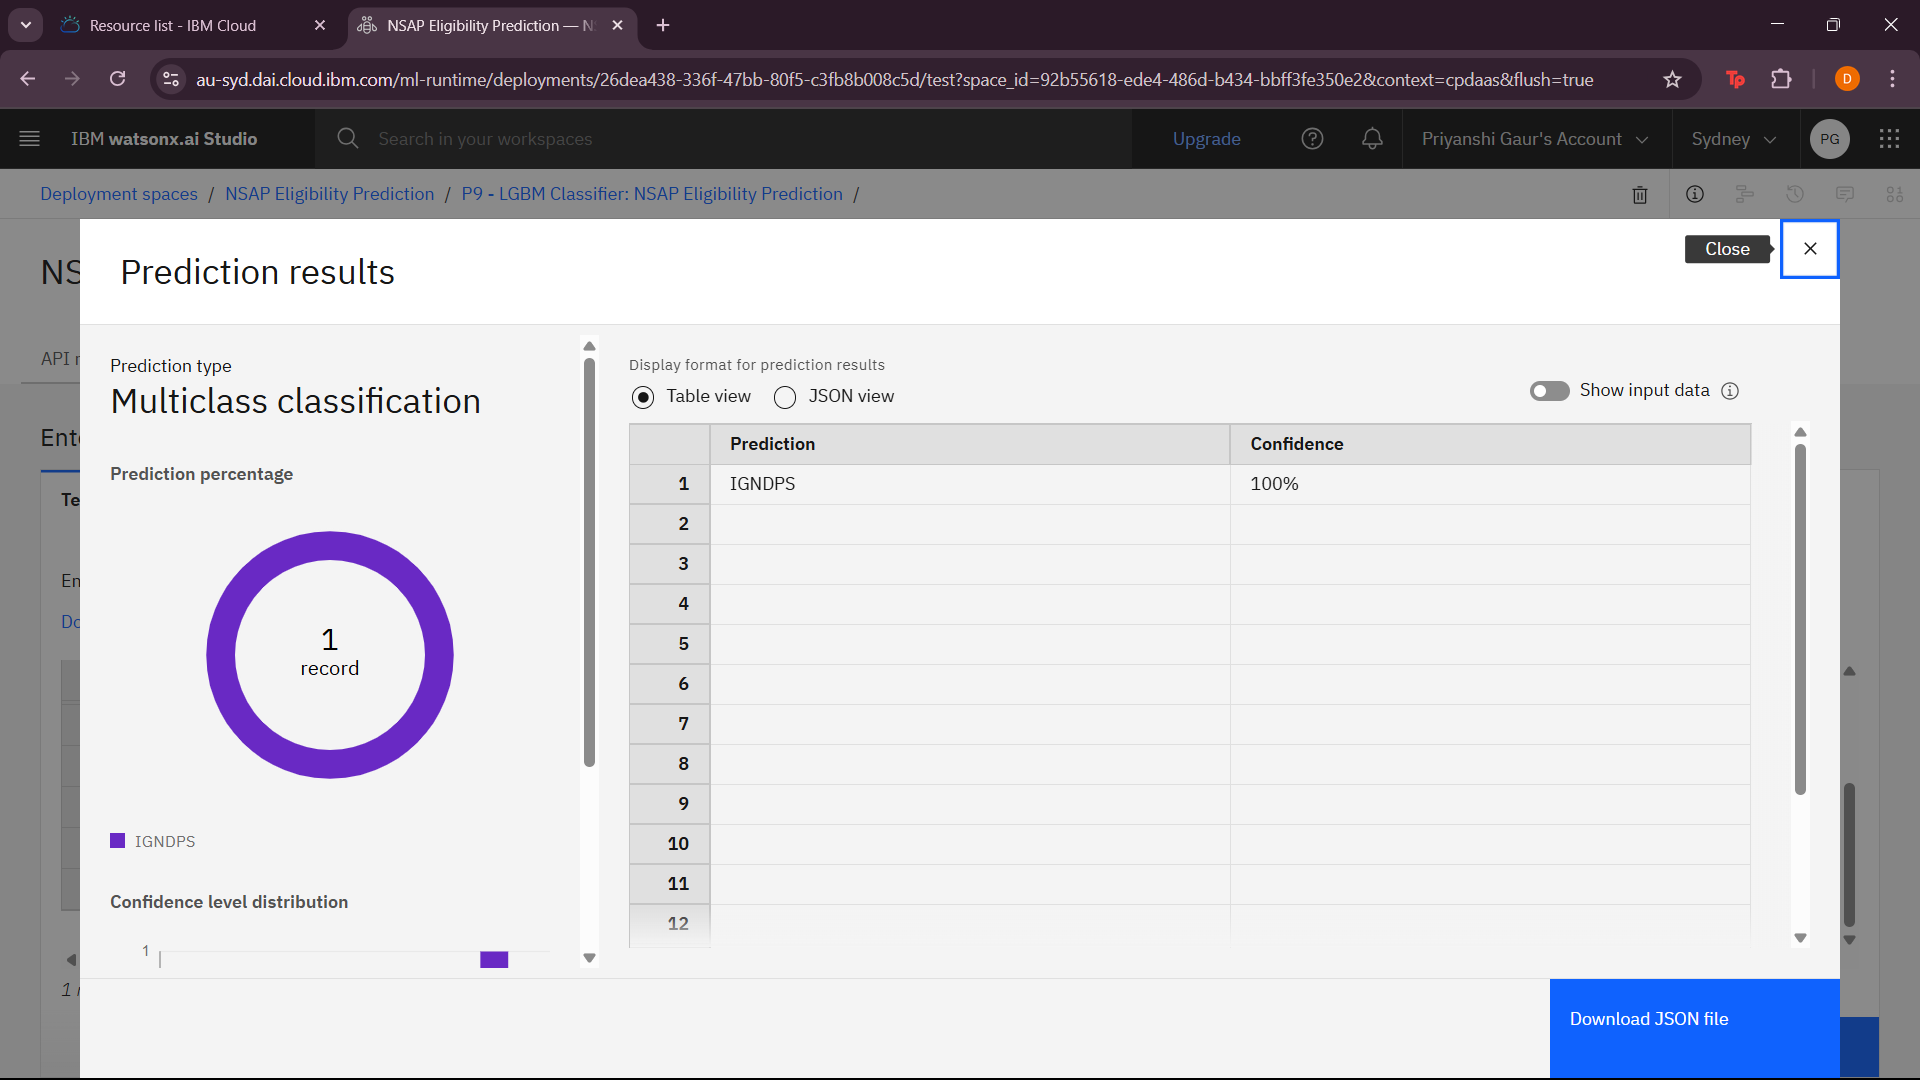 Resource list - IBM Cloud
NSAP Eligibility Prediction — N
au-syd.dai.cloud.ibm.com/ml-runtime/deployments/26dea438-336f-47bb-80f5-c3fb8b008c5d/test?space_id=92b55618-ede4-486d-b434-bbff3fe350e2&context=cpdaas&flush=true
Tp
D
IBM watsonx.ai Studio
Search in your workspaces
Upgrade
Priyanshi Gaur's Account
Sydney
PG
Deployment spaces / NSAP Eligibility Prediction / P9 - LGBM Classifier: NSAP Eligibility Prediction /
NS
Prediction results
Close
API r
Ente
Te
En
Do
1 r
Prediction type
Multiclass classification
Prediction percentage
1
record
IGNDPS
Confidence level distribution
1
Display format for prediction results
Table view
JSON view
Show input data
Prediction Confidence
1 IGNDPS 100%
2
3
4
5
6
7
8
9
10
11
12
Download JSON file